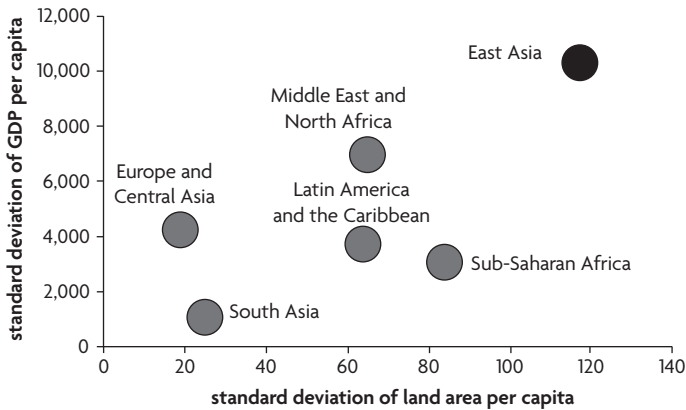 standard deviation of GDP per capita
12,000
10,000
8,000
6,000
4,000
2,000
0
East Asia
Middle East and
North Africa
Europe and
Central Asia
Latin America
and the Caribbean
Sub-Saharan Africa
South Asia
0 20 40 60 80 100 120 140
standard deviation of land area per capita